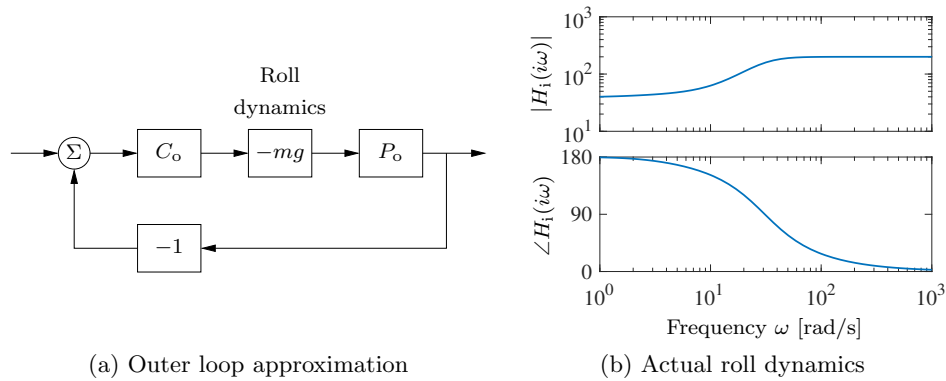 Roll
dynamics
Σ
C_o
−mg
P_o
−1
(a) Outer loop approximation
10^3
10^2
10^1
|H_i(iω)|
180
90
0
∠H_i(iω)
10^0 10^1 10^2 10^3
Frequency ω [rad/s]
(b) Actual roll dynamics